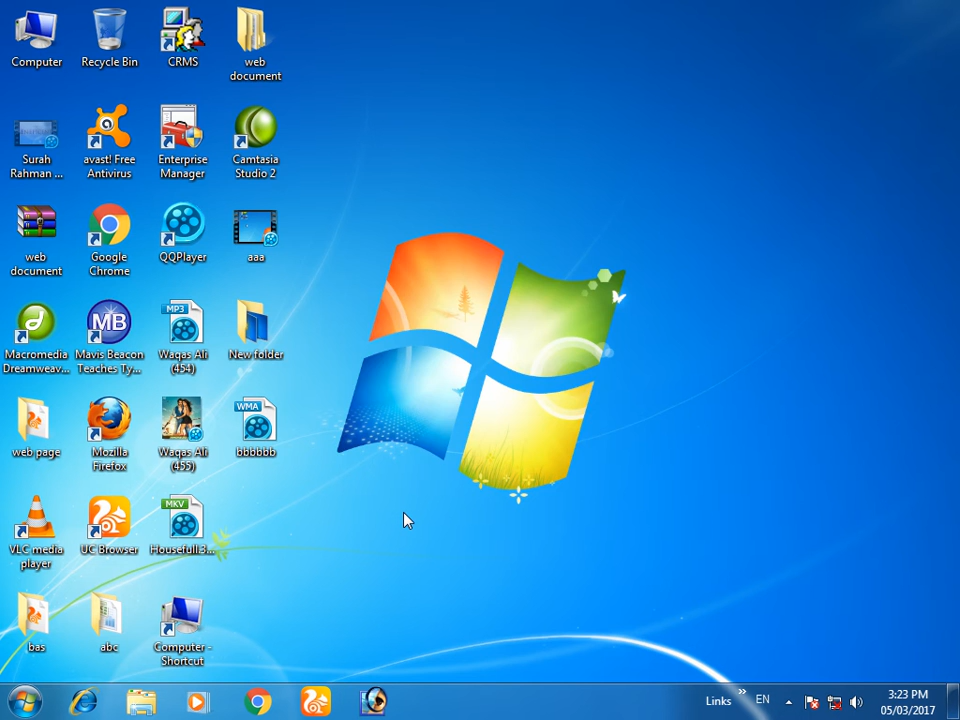 Computer
Recycle Bin
CRMS
web
document
Surah
Rahman ...
avast! Free
Antivirus
Enterprise
Manager
Camtasia
Studio 2
web
document
Google
Chrome
QQPlayer
aaa
Macromedia
Dreamweav...
MB
Mavis Beacon
Teaches Ty...
MP3
Waqas Ali
(454)
New folder
web page
Mozilla
Firefox
Waqas Ali
(455)
WMA
bbbbbb
VLC media
player
UC Browser
MKV
Housefull.3...
bas
abc
Computer -
Shortcut
Links
EN
3:23 PM
05/03/2017